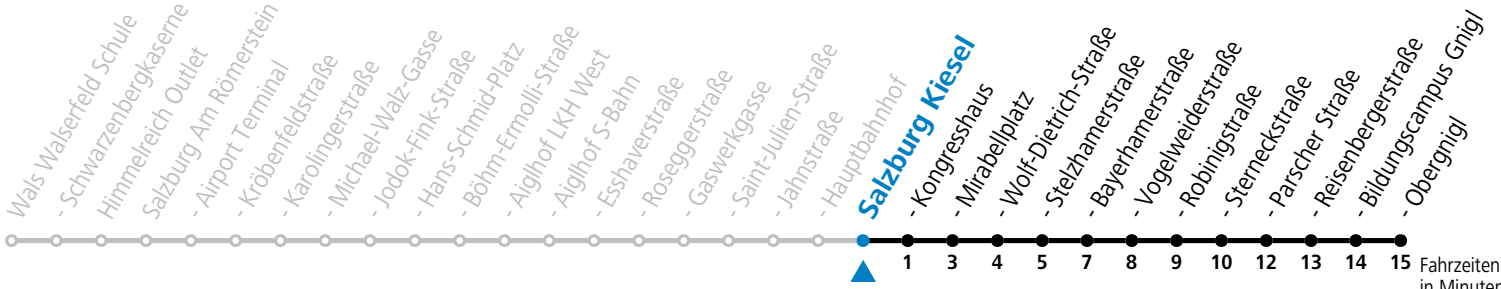 Wals Walserfeld Schule
- Schwarzenbergkaserne
Himmelreich Outlet
Salzburg Am Römerstein
- Airport Terminal
- Kröbenfeldstraße
- Karolingerstraße
- Michael-Walz-Gasse
- Jodok-Fink-Straße
- Hans-Schmid-Platz
- Böhm-Ermolli-Straße
- Aiglhof LKH West
- Aiglhof S-Bahn
- Esshaverstraße
- Roseggerstraße
- Gaswerkgasse
- Saint-Julien-Straße
- Jahnstraße
- Hauptbahnhof
Salzburg Kiesel
- Kongresshaus
- Mirabellplatz
- Wolf-Dietrich-Straße
- Stelzhamerstraße
- Bayerhamerstraße
- Vogelweiderstraße
- Robinigstraße
- Sterneckstraße
- Parscher Straße
- Reisenbergerstraße
- Bildungscampus Gnigl
- Obergnigl
1 3 4 5 7 8 9 10 12 13 14 15 Fahrzeiten
in Minuten